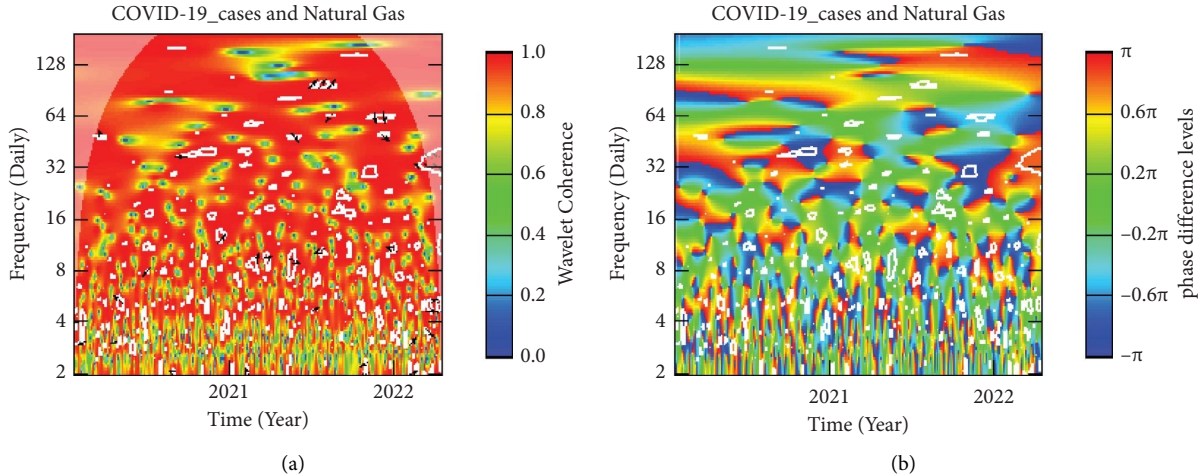 COVID-19_cases and Natural Gas
128
64
32
16
8
4
2
Frequency (Daily)
2021
2022
Time (Year)
1.0
0.8
0.6
0.4
0.2
0.0
Wavelet Coherence
(a)
COVID-19_cases and Natural Gas
128
64
32
16
8
4
2
Frequency (Daily)
2021
2022
Time (Year)
π
0.6π
0.2π
−0.2π
−0.6π
−π
phase difference levels
(b)